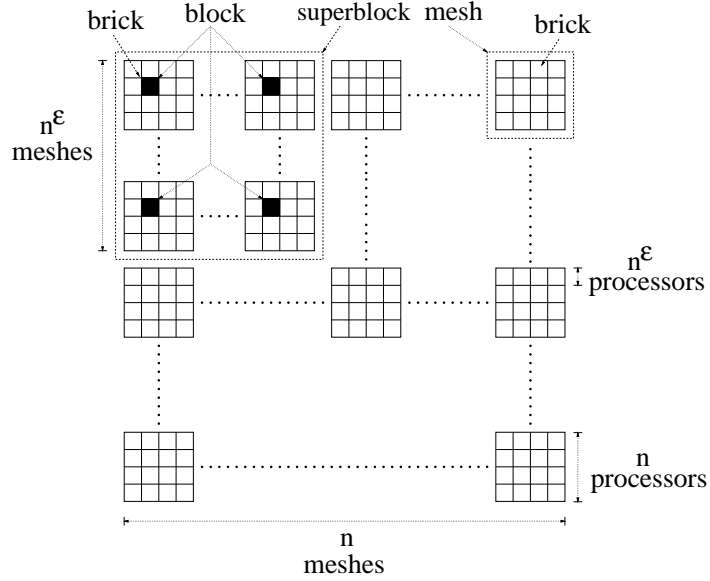 block
superblock
mesh
brick
brick
n^ε
meshes
n^ε
processors
n
processors
n
meshes